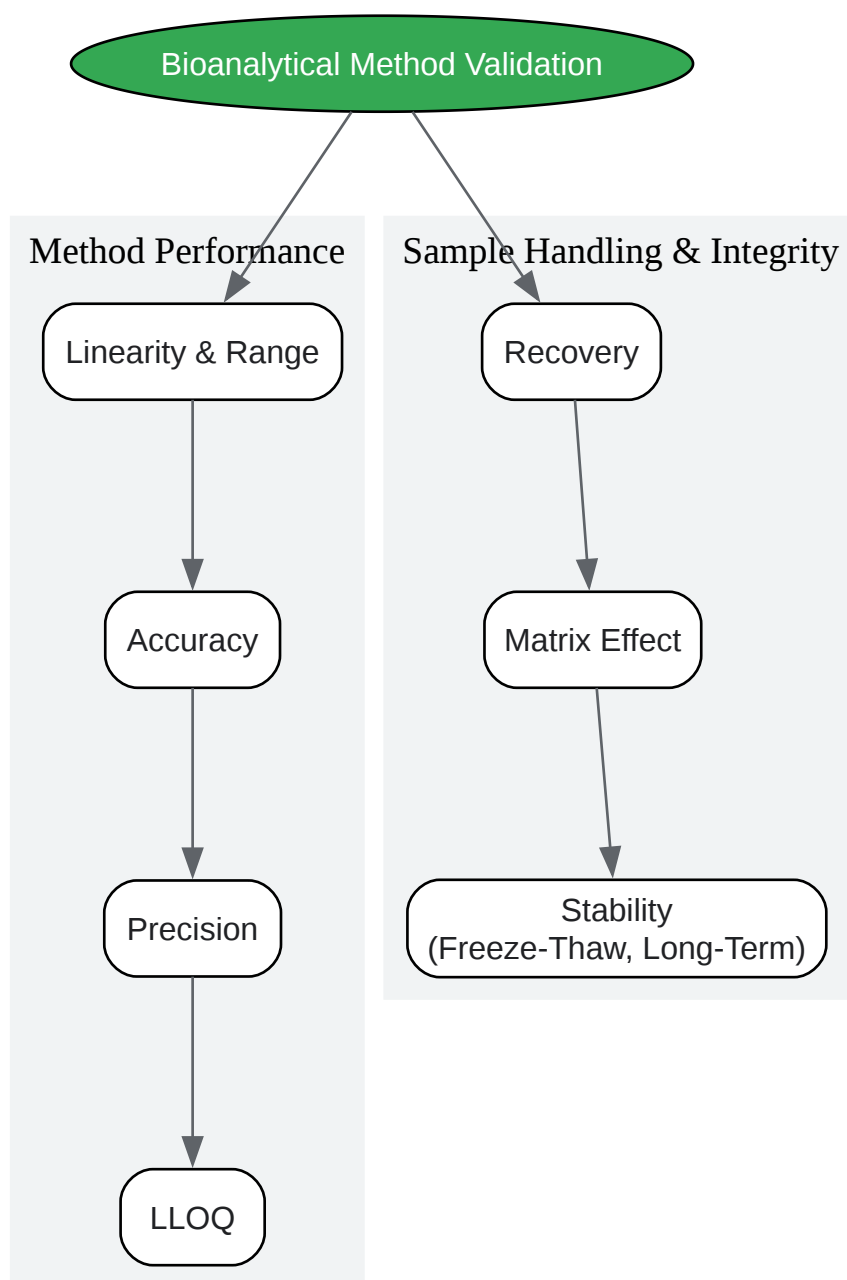 Bioanalytical Method Validation
Method Performance
Linearity & Range
Accuracy
Precision
LLOQ
Sample Handling & Integrity
Recovery
Matrix Effect
Stability
(Freeze-Thaw, Long-Term)